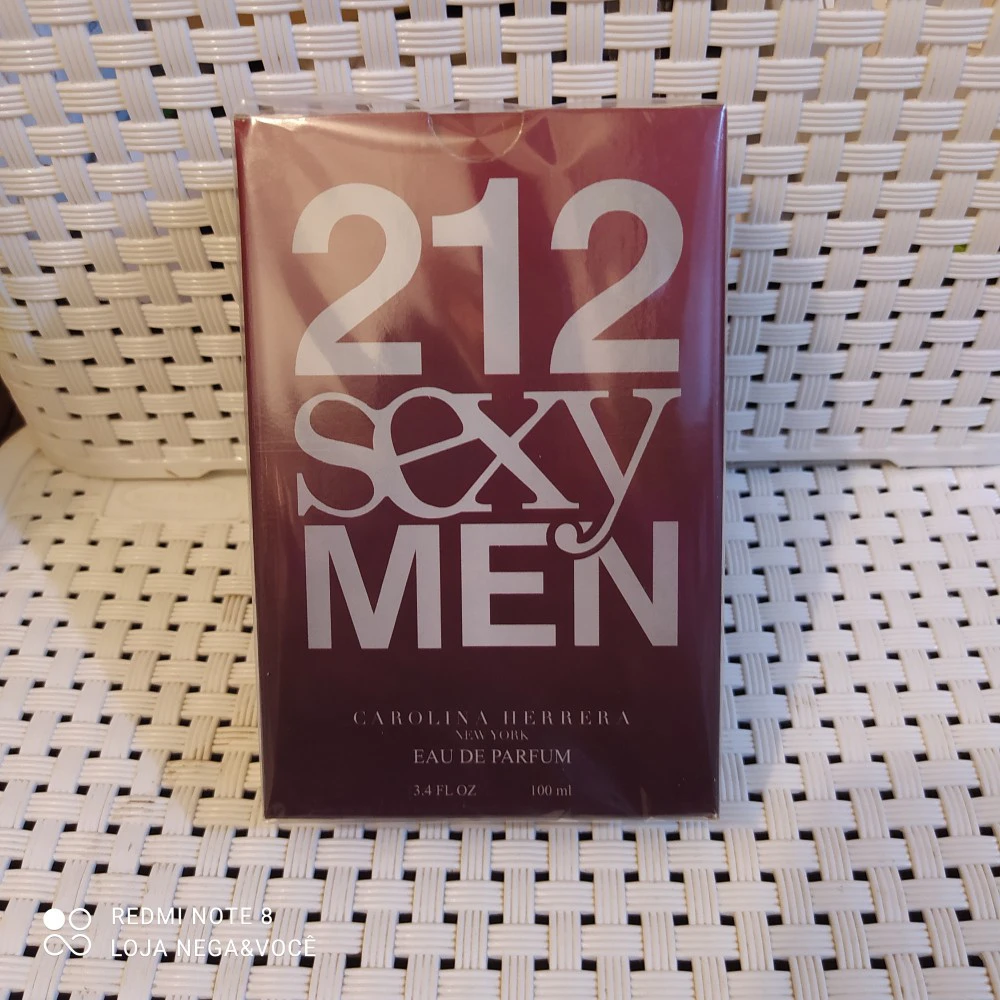 212
sexy
MEN
CAROLINA HERRERA
NEW YORK
EAU DE PARFUM
3.4 FL OZ 100 ml
REDMI NOTE 8
LOJA NEGA&VOCÊ